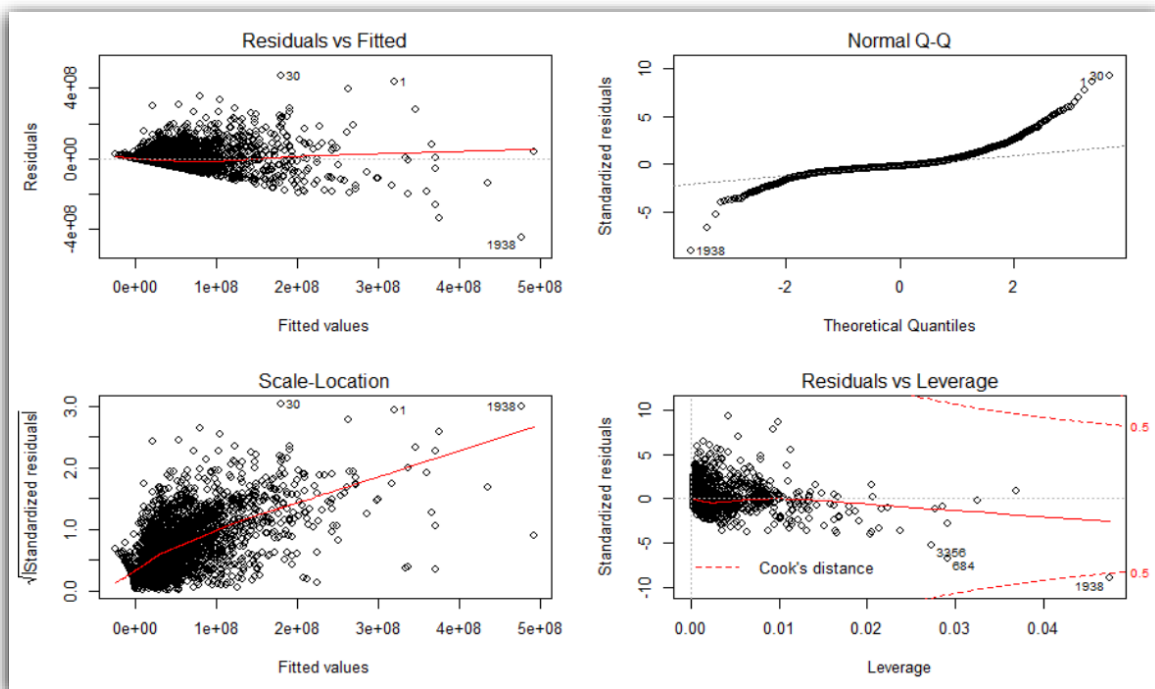 Residuals vs Fitted
Residuals
4e+08
0e+00
-4e+08
30
1
1938
0e+00 1e+08 2e+08 3e+08 4e+08 5e+08
Fitted values
Normal Q-Q
Standardized residuals
10
5
0
-5
1
30
1938
-2 0 2
Theoretical Quantiles
Scale-Location
√|Standardized residuals|
3.0
2.0
1.0
0.0
30
1
1938
0e+00 1e+08 2e+08 3e+08 4e+08 5e+08
Fitted values
Residuals vs Leverage
Standardized residuals
10
5
0
-5
-10
0.5
3356
684
Cook's distance
0.5
1938
0.00 0.01 0.02 0.03 0.04
Leverage